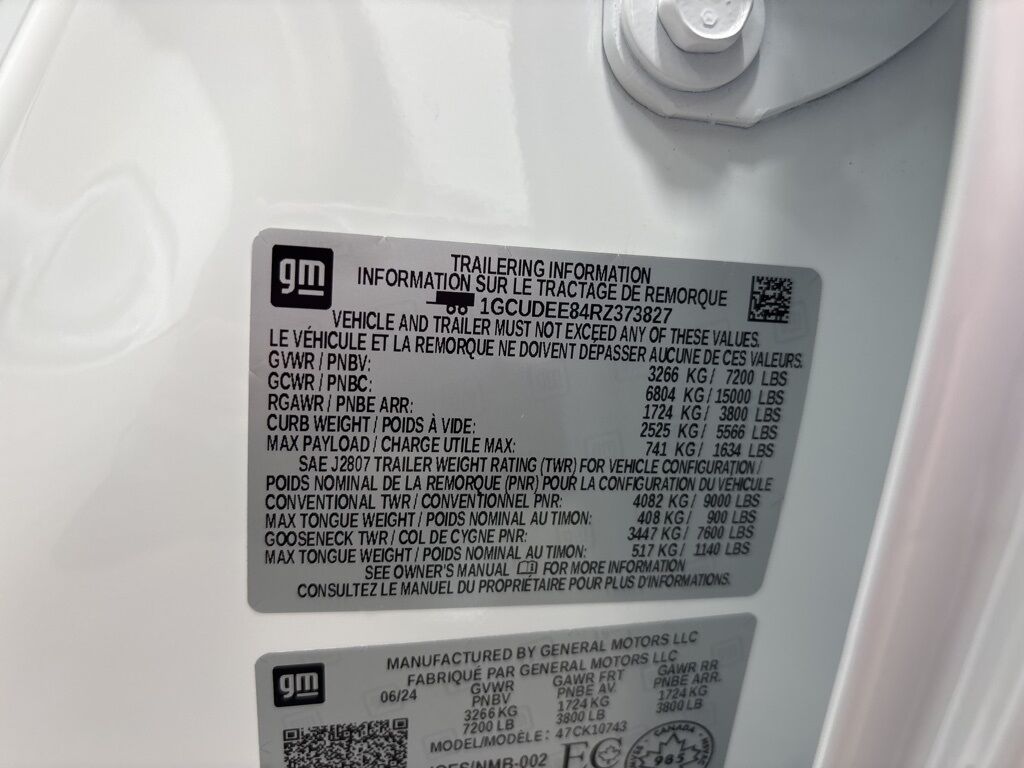 gm
TRAILERING INFORMATION
INFORMATION SUR LE TRACTAGE DE REMORQUE
1GCUDEE84RZ373827
VEHICLE AND TRAILER MUST NOT EXCEED ANY OF THESE VALUES.
LE VÉHICULE ET LA REMORQUE NE DOIVENT DÉPASSER AUCUNE DE CES VALEURS.
GVWR / PNBV: 3266 KG / 7200 LBS
GCWR / PNBC: 6804 KG / 15000 LBS
RGAWR / PNBE ARR: 1724 KG / 3800 LBS
CURB WEIGHT / POIDS À VIDE: 2525 KG / 5566 LBS
MAX PAYLOAD / CHARGE UTILE MAX: 741 KG / 1634 LBS
SAE J2807 TRAILER WEIGHT RATING (TWR) FOR VEHICLE CONFIGURATION /
POIDS NOMINAL DE LA REMORQUE (PNR) POUR LA CONFIGURATION DU VÉHICULE
CONVENTIONAL TWR / CONVENTIONNEL PNR: 4082 KG / 9000 LBS
MAX TONGUE WEIGHT / POIDS NOMINAL AU TIMON: 408 KG / 900 LBS
GOOSENECK TWR / COL DE CYGNE PNR: 3447 KG / 7600 LBS
MAX TONGUE WEIGHT / POIDS NOMINAL AU TIMON: 517 KG / 1140 LBS
SEE OWNER'S MANUAL FOR MORE INFORMATION
CONSULTEZ LE MANUEL DU PROPRIÉTAIRE POUR PLUS D'INFORMATIONS.
gm
MANUFACTURED BY GENERAL MOTORS LLC
FABRIQUÉ PAR GENERAL MOTORS LLC
06/24 GVWR GAWR FRT GAWR RR
PNBV PNBE AV. PNBE ARR.
3266 KG 1724 KG 1724 KG
7200 LB 3800 LB 3800 LB
MODEL/MODÈLE: 47CK10743
/NMB-002 EC CANADA 985